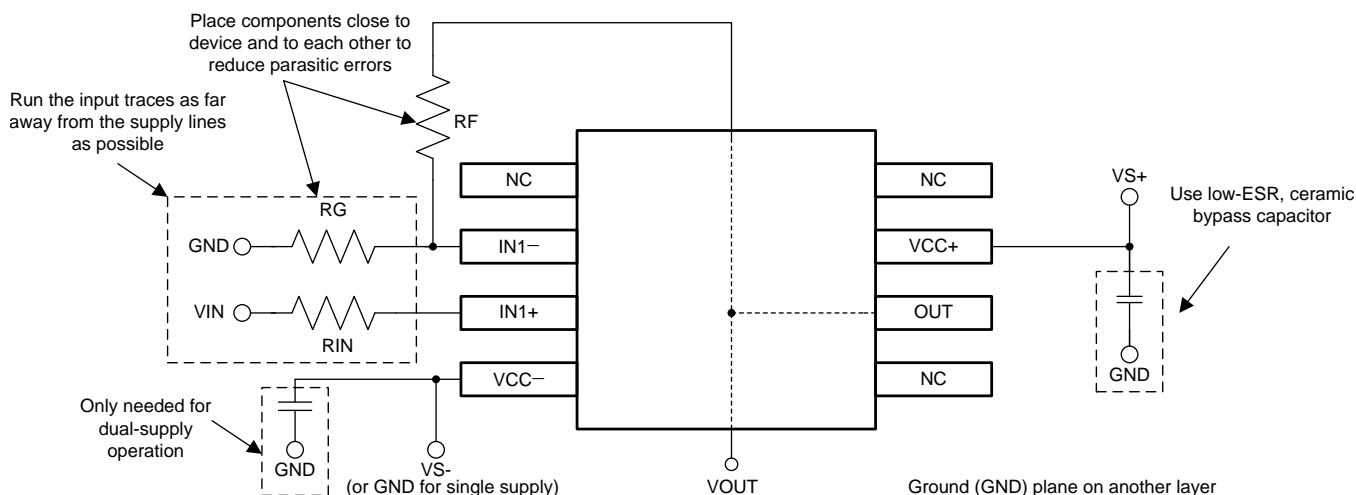 Place components close to
device and to each other to
reduce parasitic errors
Run the input traces as far
away from the supply lines
as possible
RF
NC
NC
VS+
Use low-ESR, ceramic
bypass capacitor
RG
GND
IN1−
VCC+
VIN
IN1+
OUT
RIN
VCC−
NC
GND
Only needed for
dual-supply
operation
GND
VS-
(or GND for single supply)
VOUT
Ground (GND) plane on another layer